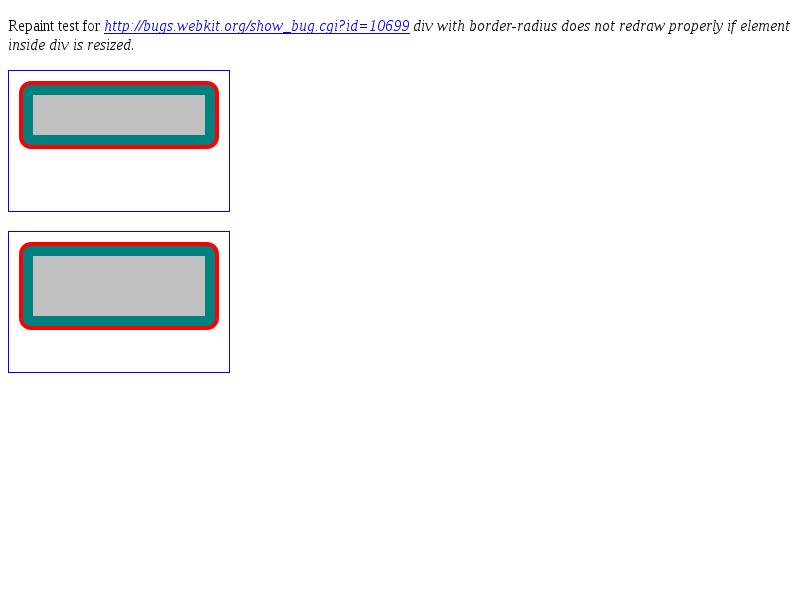 Repaint test for http://bugs.webkit.org/show_bug.cgi?id=10699 div with border-radius does not redraw properly if element
inside div is resized.